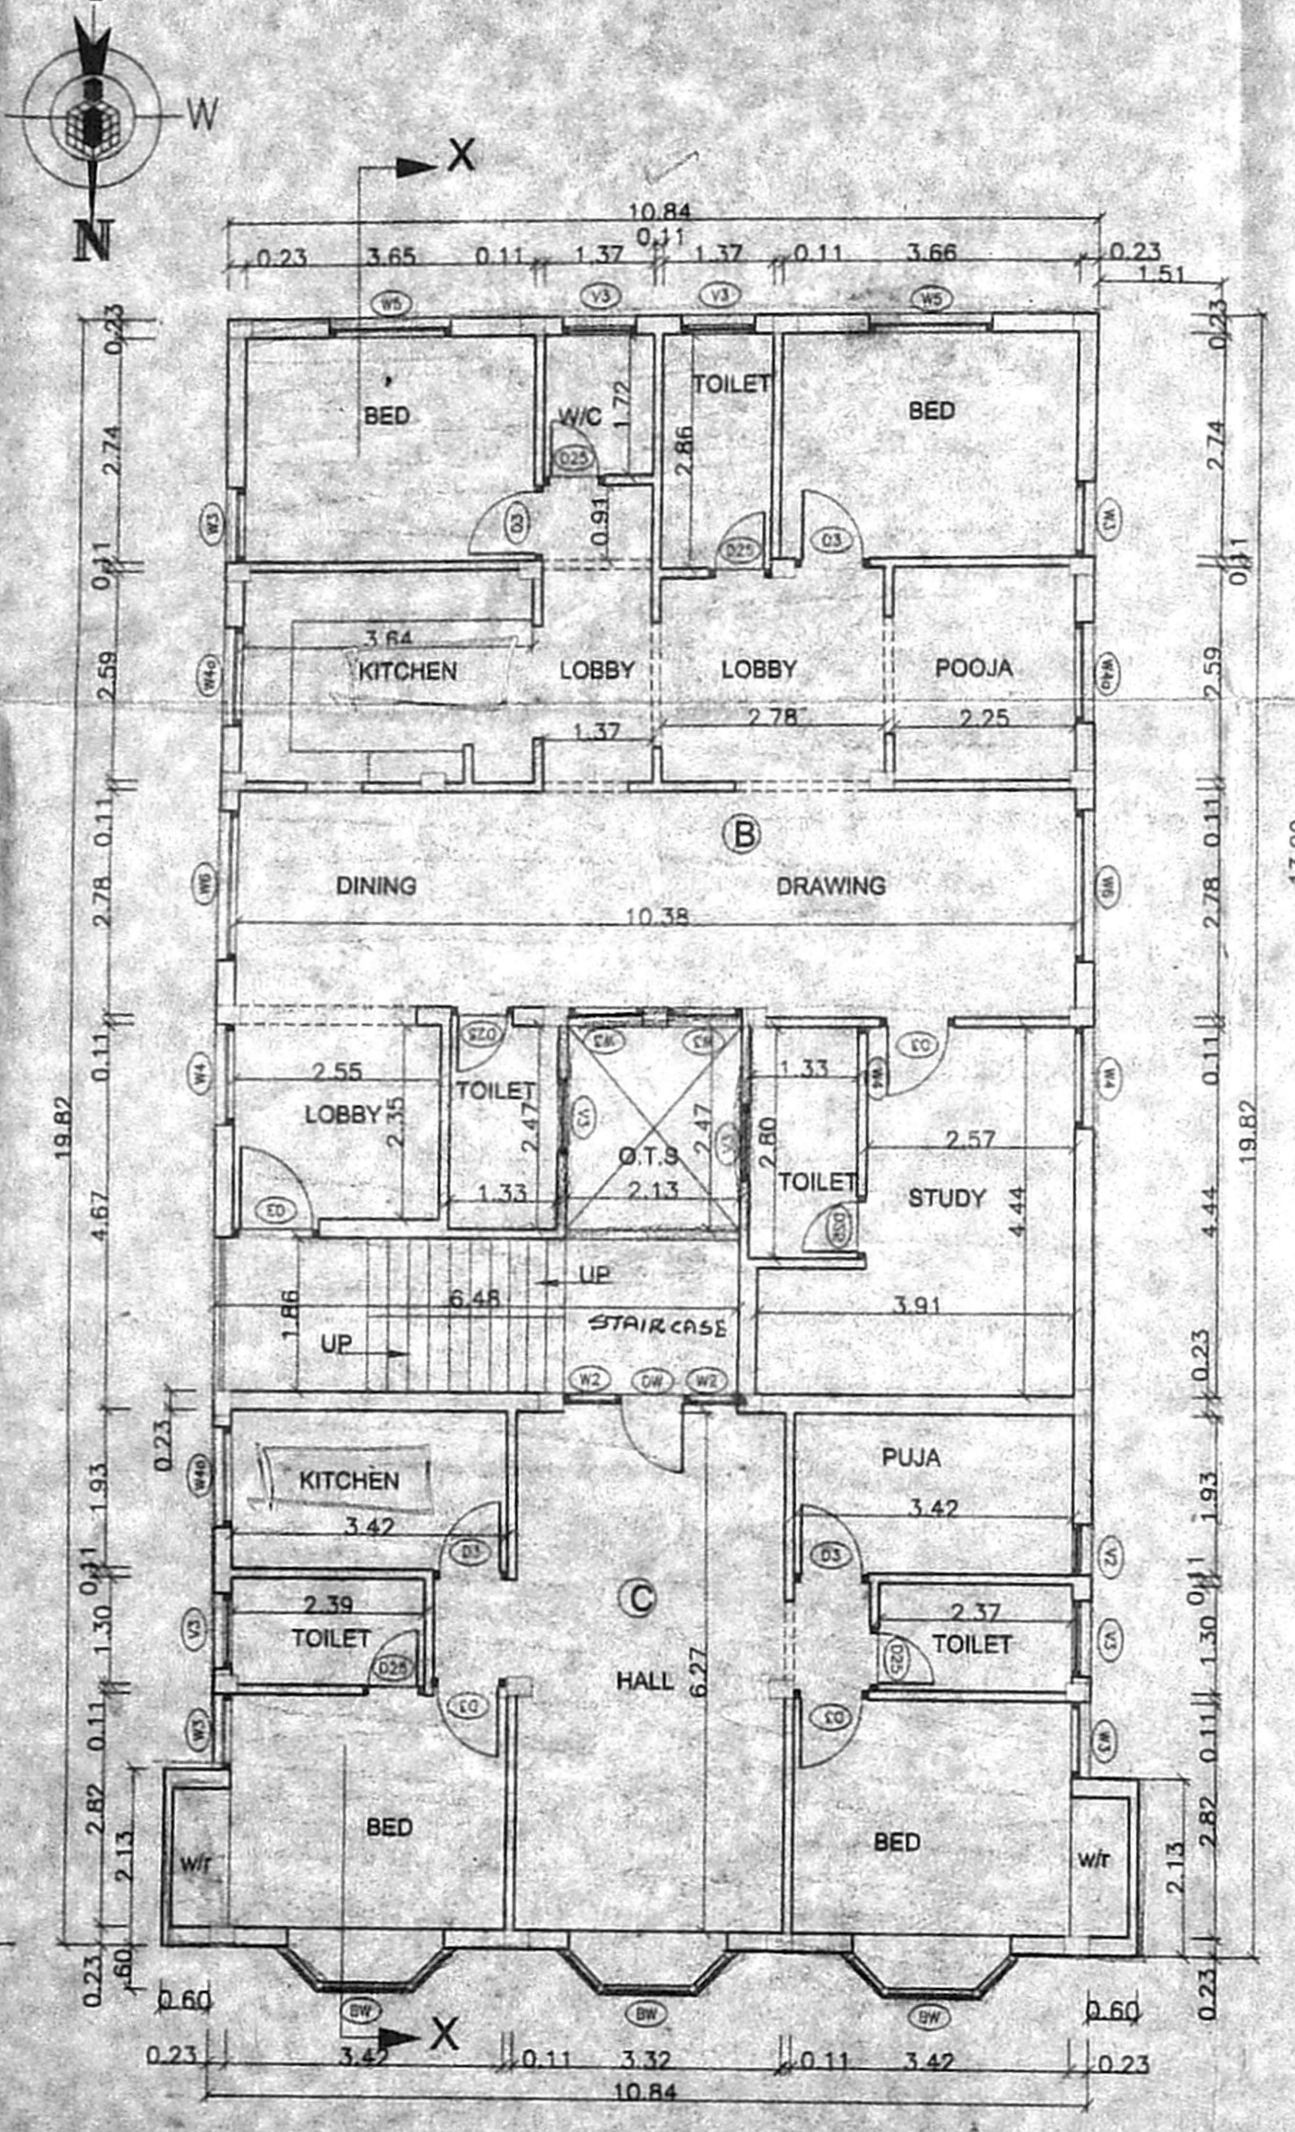 W
X
N
10.84
0.11
0.23 3.65 0.11 1.37 1.37 0.11 3.66 0.23
1.51
W5 V3 V3 W5
0.23 0.23
TOILET
BED W/C 1.72 BED
2.74 D25 2.86 2.74
W3 D3 0.91 D25 D3 W3
0.11 0.11
3.64
2.59 W4a KITCHEN LOBBY LOBBY POOJA W4a 2.59
1.37 2.78 2.25
0.11 B 0.11
2.78 W6 DINING DRAWING W6 2.78
10.38
D25 W3 W3 D3
0.11 W4 2.55 1.33 W4 W4 0.11
TOILET
19.82 LOBBY 2.35 2.47 V3 2.47 V3 2.80 2.57 19.82
O.T.S
1.33 2.13 TOILET STUDY
4.67 D3 D25 4.44 4.44
UP
1.86 6.48 3.91
UP STAIRCASE
0.23
W2 DW W2
0.23 PUJA
1.93 W4a KITCHEN 1.93
3.42 3.42
D3 D3 V2
0.11 0.11
2.39 C 2.37
1.30 V3 TOILET TOILET V3 1.30
D25 D25
HALL 6.27
0.11 W3 D3 D3 W3 0.11
2.82 BED BED 2.82
2.13 W/T W/T 2.13
0.23 .60 0.23
0.60 BW BW BW 0.60
X
0.23 3.42 0.11 3.32 0.11 3.42 0.23
10.84